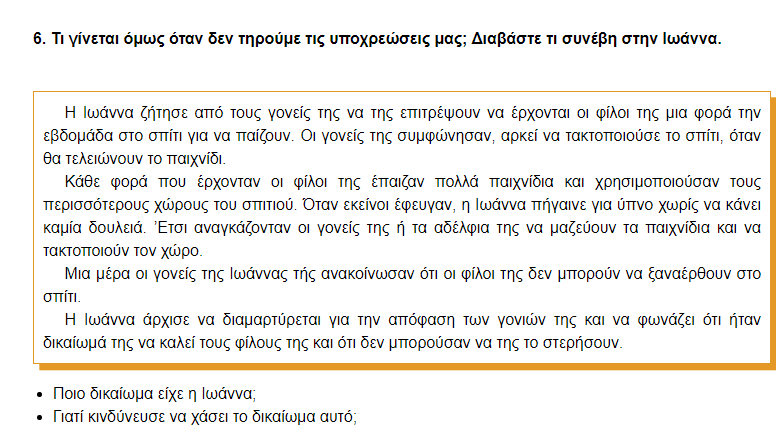 6. Τι γίνεται όμως όταν δεν τηρούμε τις υποχρεώσεις μας; Διαβάστε τι συνέβη στην Ιωάννα.
Η Ιωάννα ζήτησε από τους γονείς της να της επιτρέψουν να έρχονται οι φίλοι της μια φορά την
εβδομάδα στο σπίτι για να παίζουν. Οι γονείς της συμφώνησαν, αρκεί να τακτοποιούσε το σπίτι, όταν
θα τελειώνουν το παιχνίδι.
Κάθε φορά που έρχονταν οι φίλοι της έπαιζαν πολλά παιχνίδια και χρησιμοποιούσαν τους
περισσότερους χώρους του σπιτιού. Όταν εκείνοι έφευγαν, η Ιωάννα πήγαινε για ύπνο χωρίς να κάνει
καμία δουλειά. Έτσι αναγκάζονταν οι γονείς της ή τα αδέλφια της να μαζεύουν τα παιχνίδια και να
τακτοποιούν τον χώρο.
Μια μέρα οι γονείς της Ιωάννας τής ανακοίνωσαν ότι οι φίλοι της δεν μπορούν να ξαναέρθουν στο
σπίτι.
Η Ιωάννα άρχισε να διαμαρτύρεται για την απόφαση των γονιών της και να φωνάζει ότι ήταν
δικαίωμά της να καλεί τους φίλους της και ότι δεν μπορούσαν να της το στερήσουν.
• Ποιο δικαίωμα είχε η Ιωάννα;
• Γιατί κινδύνευσε να χάσει το δικαίωμα αυτό;